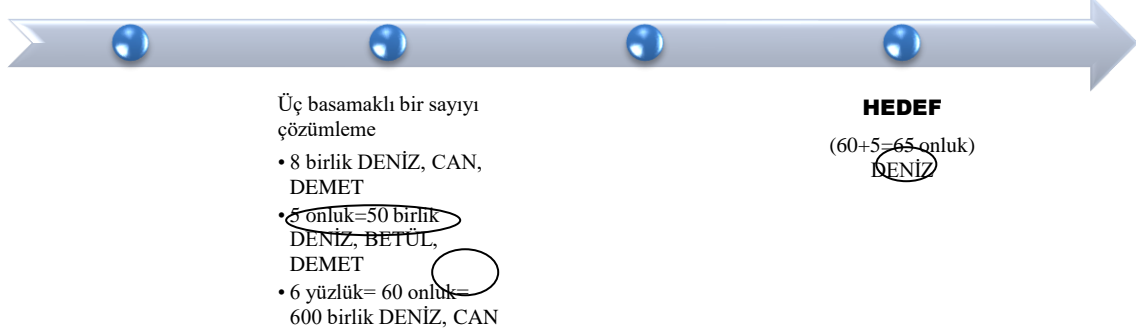 Üç basamaklı bir sayıyı
çözümleme
• 8 birlik DENİZ, CAN,
DEMET
• 5 onluk=50 birlik
DENİZ, BETÜL,
DEMET
• 6 yüzlük= 60 onluk=
600 birlik DENİZ, CAN
HEDEF
(60+5=65 onluk)
DENİZ